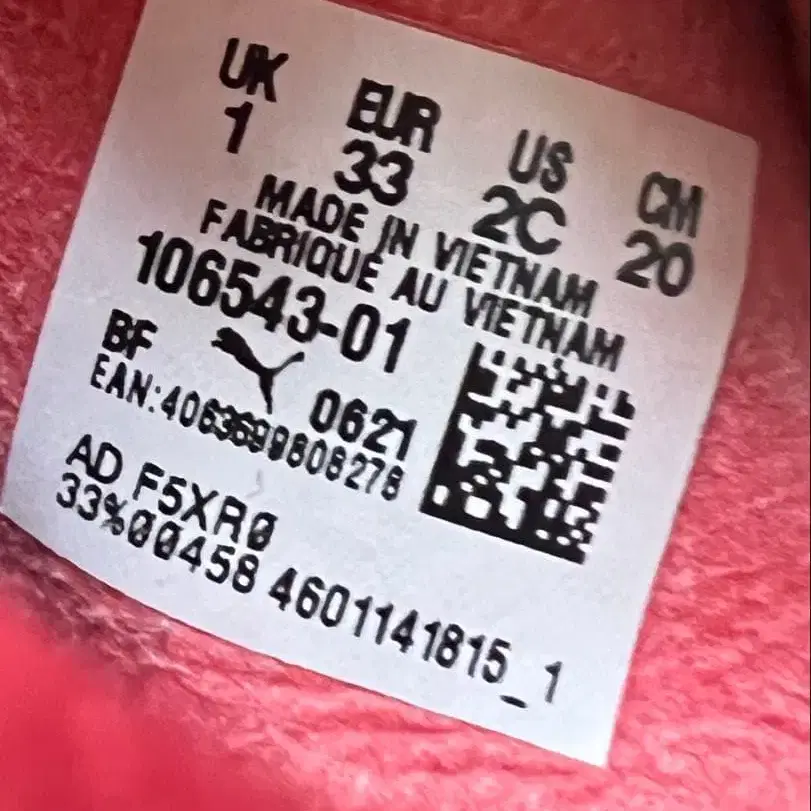 UK EUR US CM
1 33 2C 20
MADE IN VIETNAM
FABRIQUE AU VIETNAM
106543-01
BF 0621
EAN:4063699808278
AD F5XR0
33%00458 4601141815_1